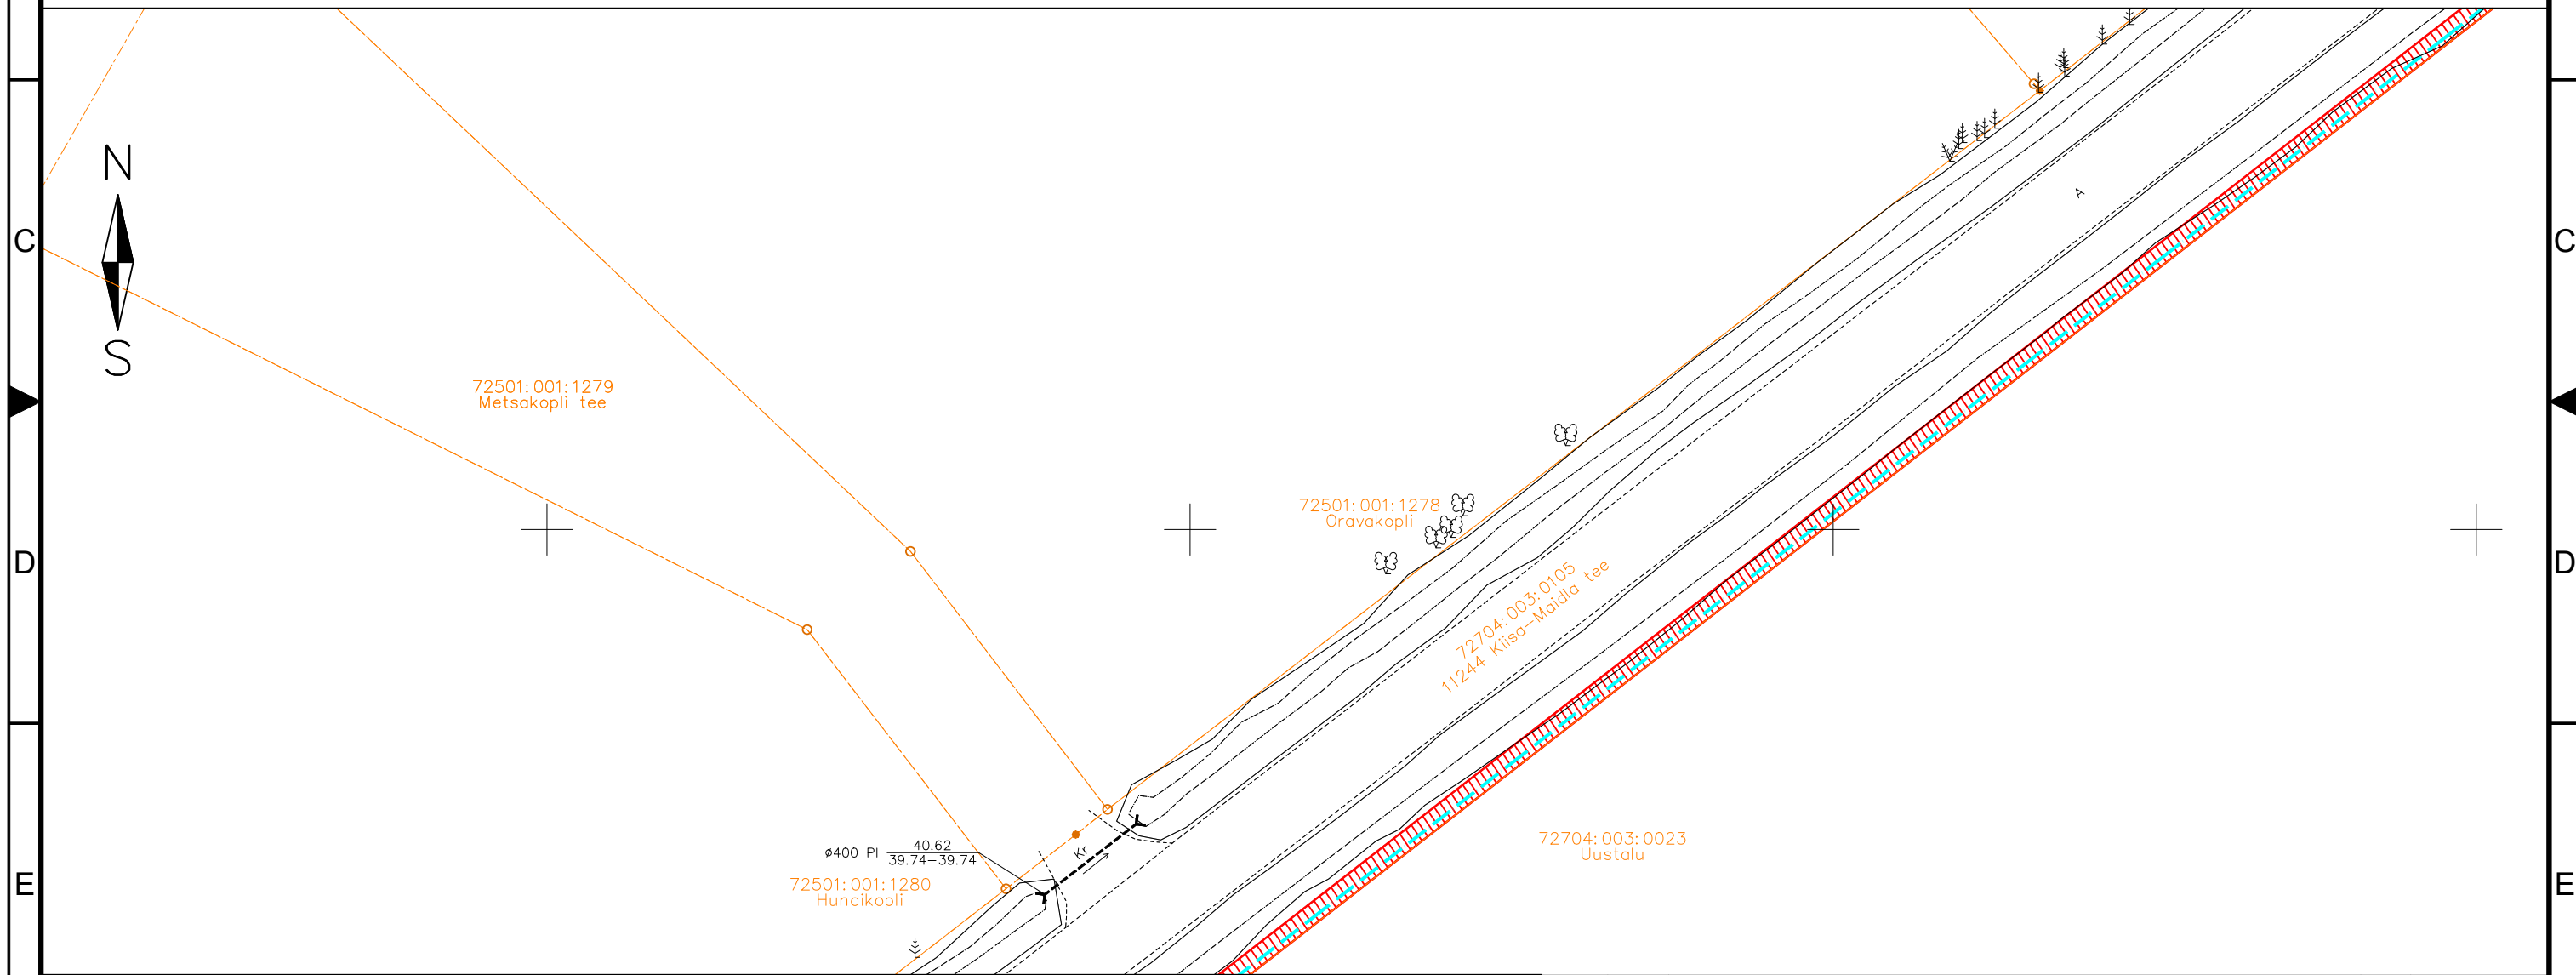 N
A
C
C
S
72501:001:1279
Metsakopli tee
72501:001:1278
Oravakopli
D
D
72704:003:0105
11244 Kiisa-Maidla tee
72704:003:0023
Uustalu
ø400 Pl 40.62
39.74-39.74
Kr
72501:001:1280
Hundikopli
E
E